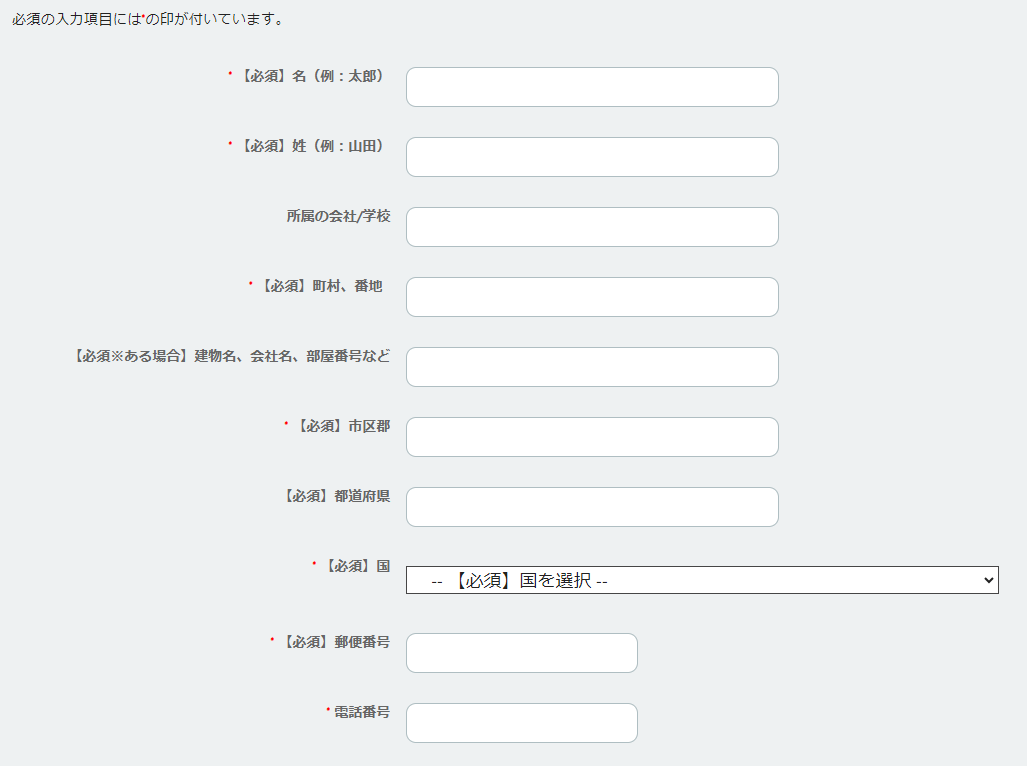 必須の入力項目には*の印が付いています。
* 【必須】名（例：太郎）
* 【必須】姓（例：山田）
所属の会社/学校
* 【必須】町村、番地
【必須※ある場合】建物名、会社名、部屋番号など
* 【必須】市区郡
【必須】都道府県
* 【必須】国
-- 【必須】国を選択 --
* 【必須】郵便番号
* 電話番号